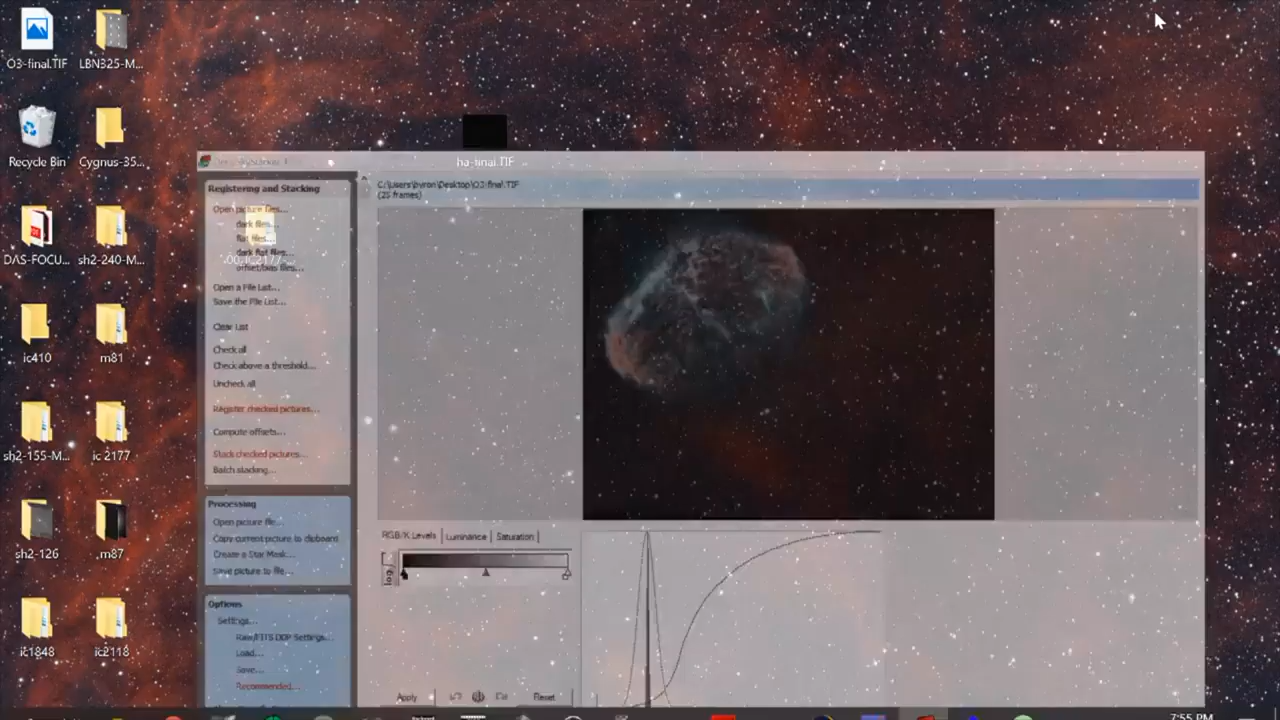 O3-final.TIF
LBN325-M...
Recycle Bin
Cygnus-35...
DAS-FOCU...
sh2-240-M...
ic410
m81
sh2-155-M...
ic 2177
sh2-126
m87
ic1848
ic2118
ha-final.TIF
Registering and Stacking
Open picture files...
dark files...
flat files...
dark flat files...
offset/bias files...
Open a File List...
Save the File List...
Clear List
Check all
Check above a threshold...
Uncheck all
Register checked pictures...
Compute offsets...
Stack checked pictures...
Batch stacking...
Processing
Open picture file...
Copy current picture to clipboard
Create a Star Mask...
Save picture to file...
Options
Settings...
Raw/FITS DDP Settings...
Load...
Save...
Recommended...
C:\Users\byron\Desktop\O3-final.TIF
(25 frames)
RGB/K Levels
Luminance
Saturation
log
Apply
Reset
7:55 PM